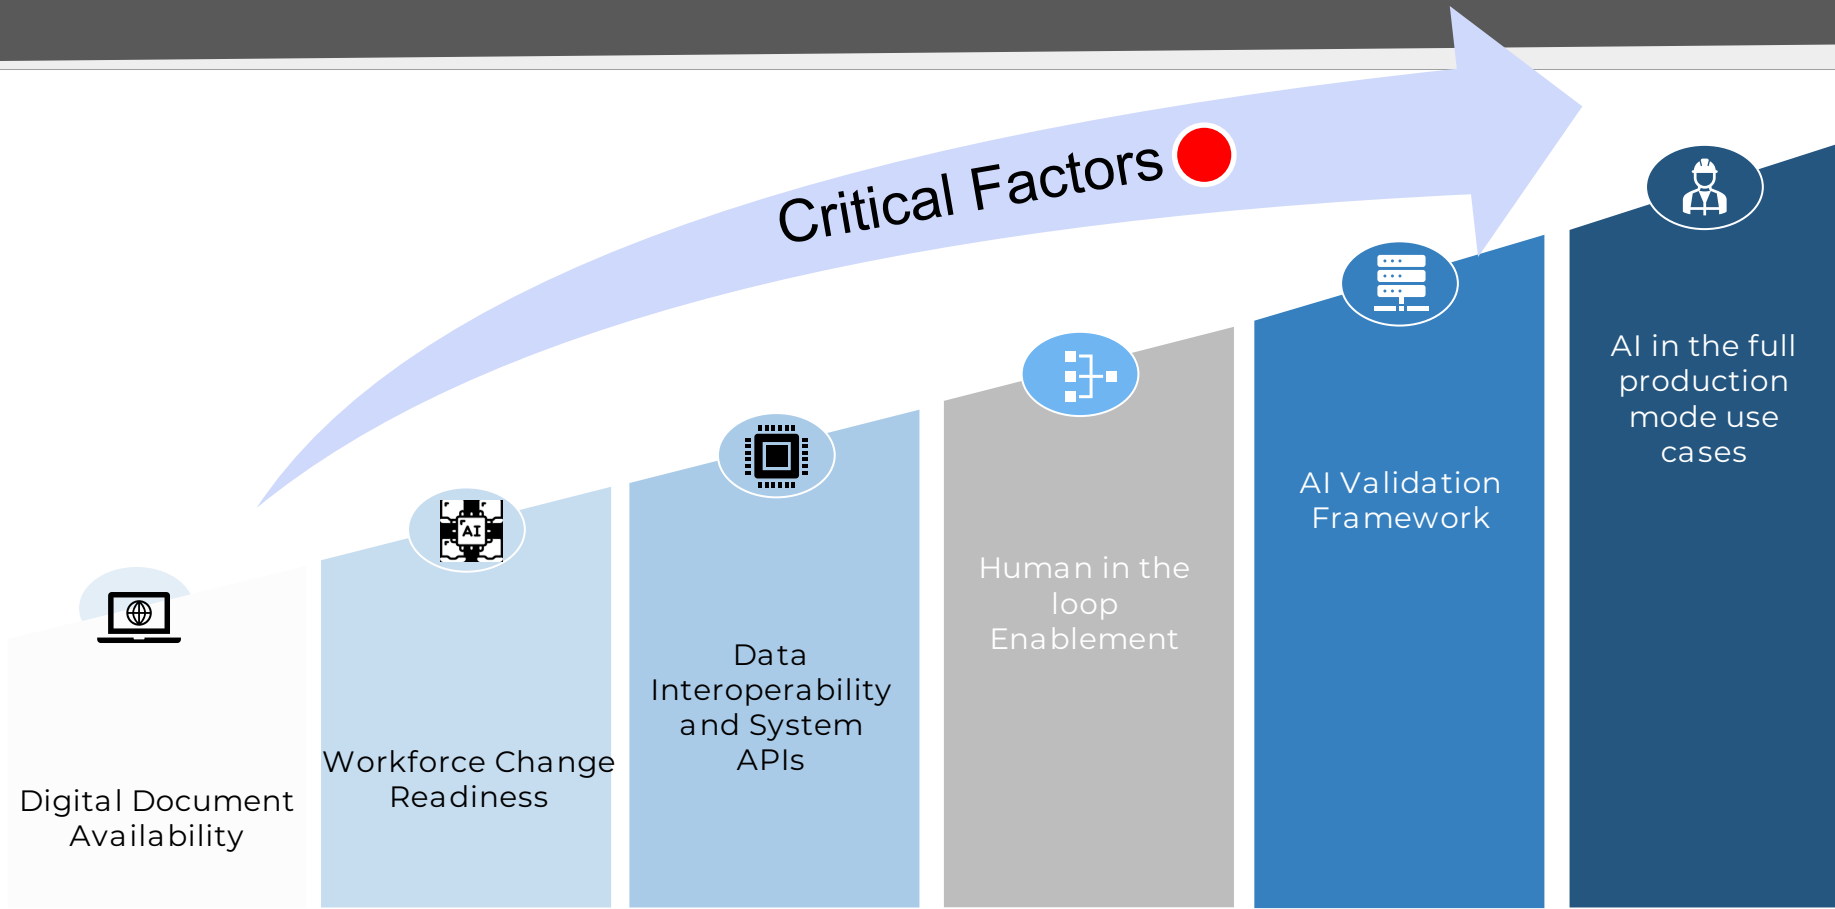 Critical Factors
Digital Document
Availability
Workforce Change
Readiness
AI
Data
Interoperability
and System
APIs
Human in the
loop
Enablement
AI Validation
Framework
AI in the full
production
mode use
cases